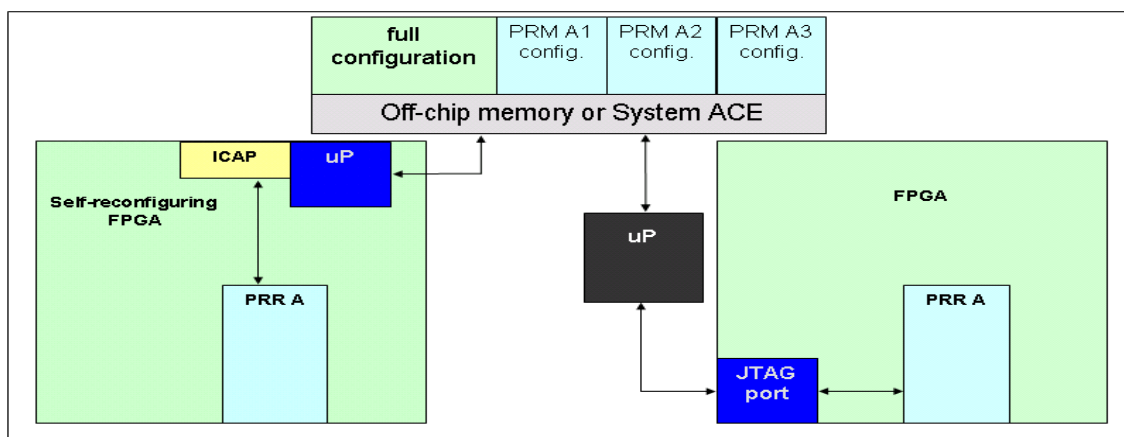 full
configuration
PRM A1
config.
PRM A2
config.
PRM A3
config.
Off-chip memory or System ACE
ICAP
uP
Self-reconfiguring
FPGA
PRR A
uP
FPGA
PRR A
JTAG
port